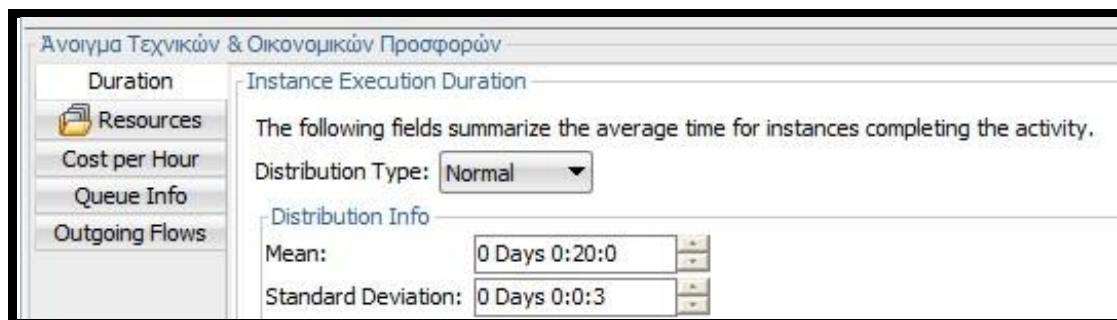 Άνοιγμα Τεχνικών & Οικονομικών Προσφορών
Duration
Resources
Cost per Hour
Queue Info
Outgoing Flows
Instance Execution Duration
The following fields summarize the average time for instances completing the activity.
Distribution Type: Normal
Distribution Info
Mean: 0 Days 0:20:0
Standard Deviation: 0 Days 0:0:3